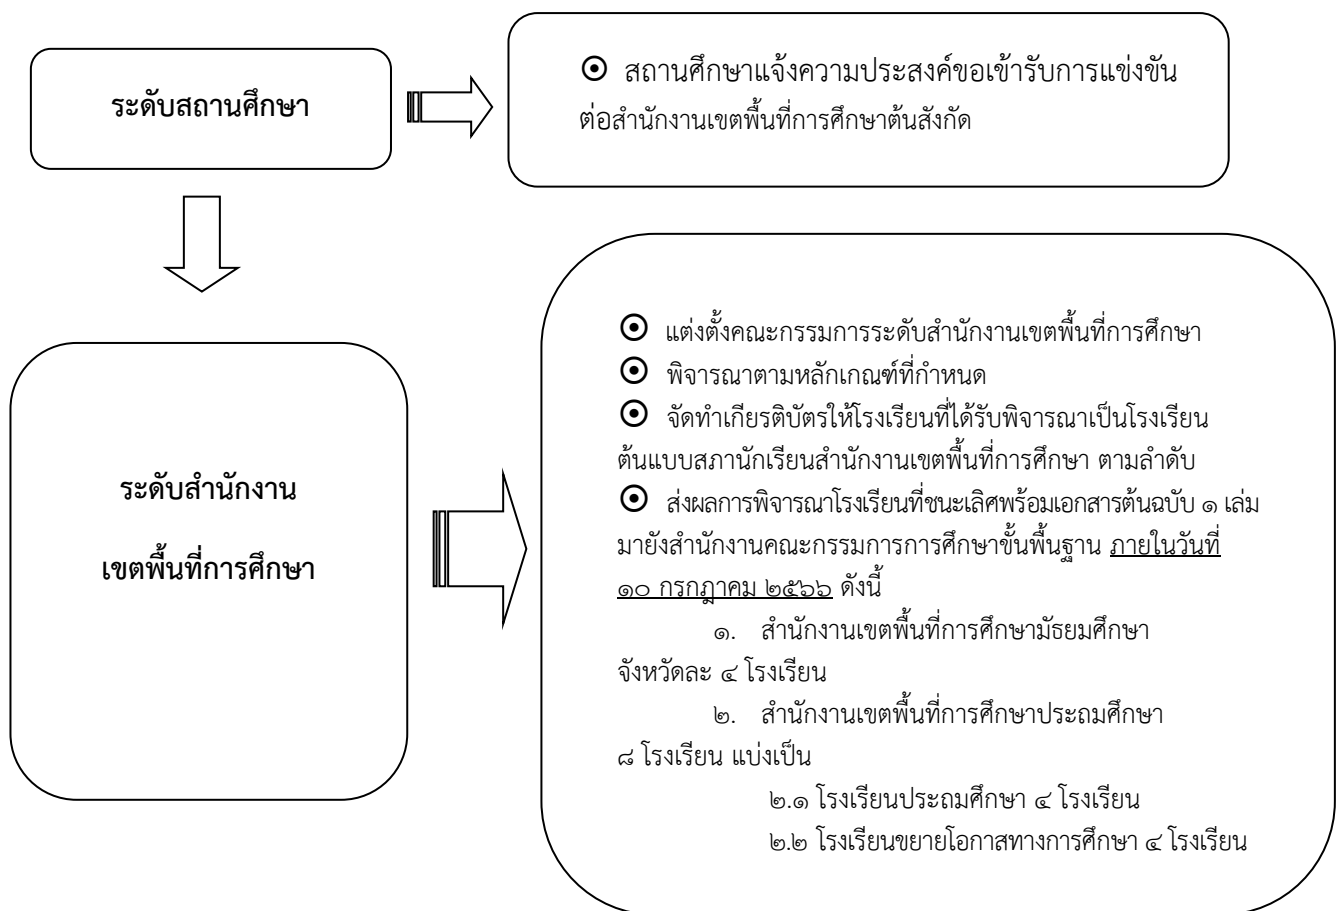 ระดับสถานศึกษา
⊙ สถานศึกษาแจ้งความประสงค์ขอเข้ารับการแข่งขัน
ต่อสำนักงานเขตพื้นที่การศึกษาต้นสังกัด
ระดับสำนักงาน
เขตพื้นที่การศึกษา
⊙ แต่งตั้งคณะกรรมการระดับสำนักงานเขตพื้นที่การศึกษา
⊙ พิจารณาตามหลักเกณฑ์ที่กำหนด
⊙ จัดทำเกียรติบัตรให้โรงเรียนที่ได้รับพิจารณาเป็นโรงเรียน
ต้นแบบสภานักเรียนสำนักงานเขตพื้นที่การศึกษา ตามลำดับ
⊙ ส่งผลการพิจารณาโรงเรียนที่ชนะเลิศพร้อมเอกสารต้นฉบับ ๑ เล่ม
มายังสำนักงานคณะกรรมการการศึกษาขั้นพื้นฐาน ภายในวันที่
๑๐ กรกฎาคม ๒๕๖๖ ดังนี้
๑. สำนักงานเขตพื้นที่การศึกษามัธยมศึกษา
จังหวัดละ ๔ โรงเรียน
๒. สำนักงานเขตพื้นที่การศึกษาประถมศึกษา
๘ โรงเรียน แบ่งเป็น
๒.๑ โรงเรียนประถมศึกษา ๔ โรงเรียน
๒.๒ โรงเรียนขยายโอกาสทางการศึกษา ๔ โรงเรียน